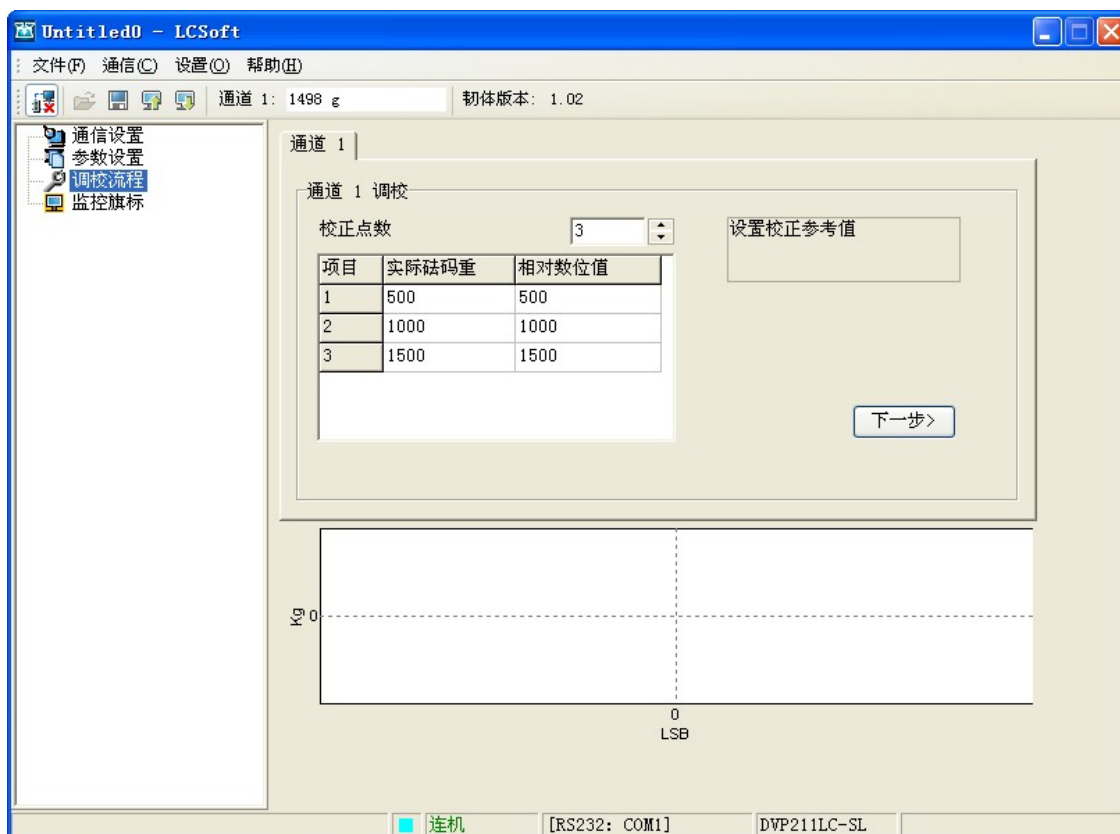 Untitled0 - LCSoft
文件(F) 通信(C) 设置(O) 帮助(H)
通道 1: 1498 g 韧体版本: 1.02
通信设置
参数设置
调校流程
监控旗标
通道 1
通道 1 调校
校正点数 3
设置校正参考值
项目 实际砝码重 相对数位值
1 500 500
2 1000 1000
3 1500 1500
下一步>
Kg 0
0
LSB
连机 [RS232: COM1] DVP211LC-SL